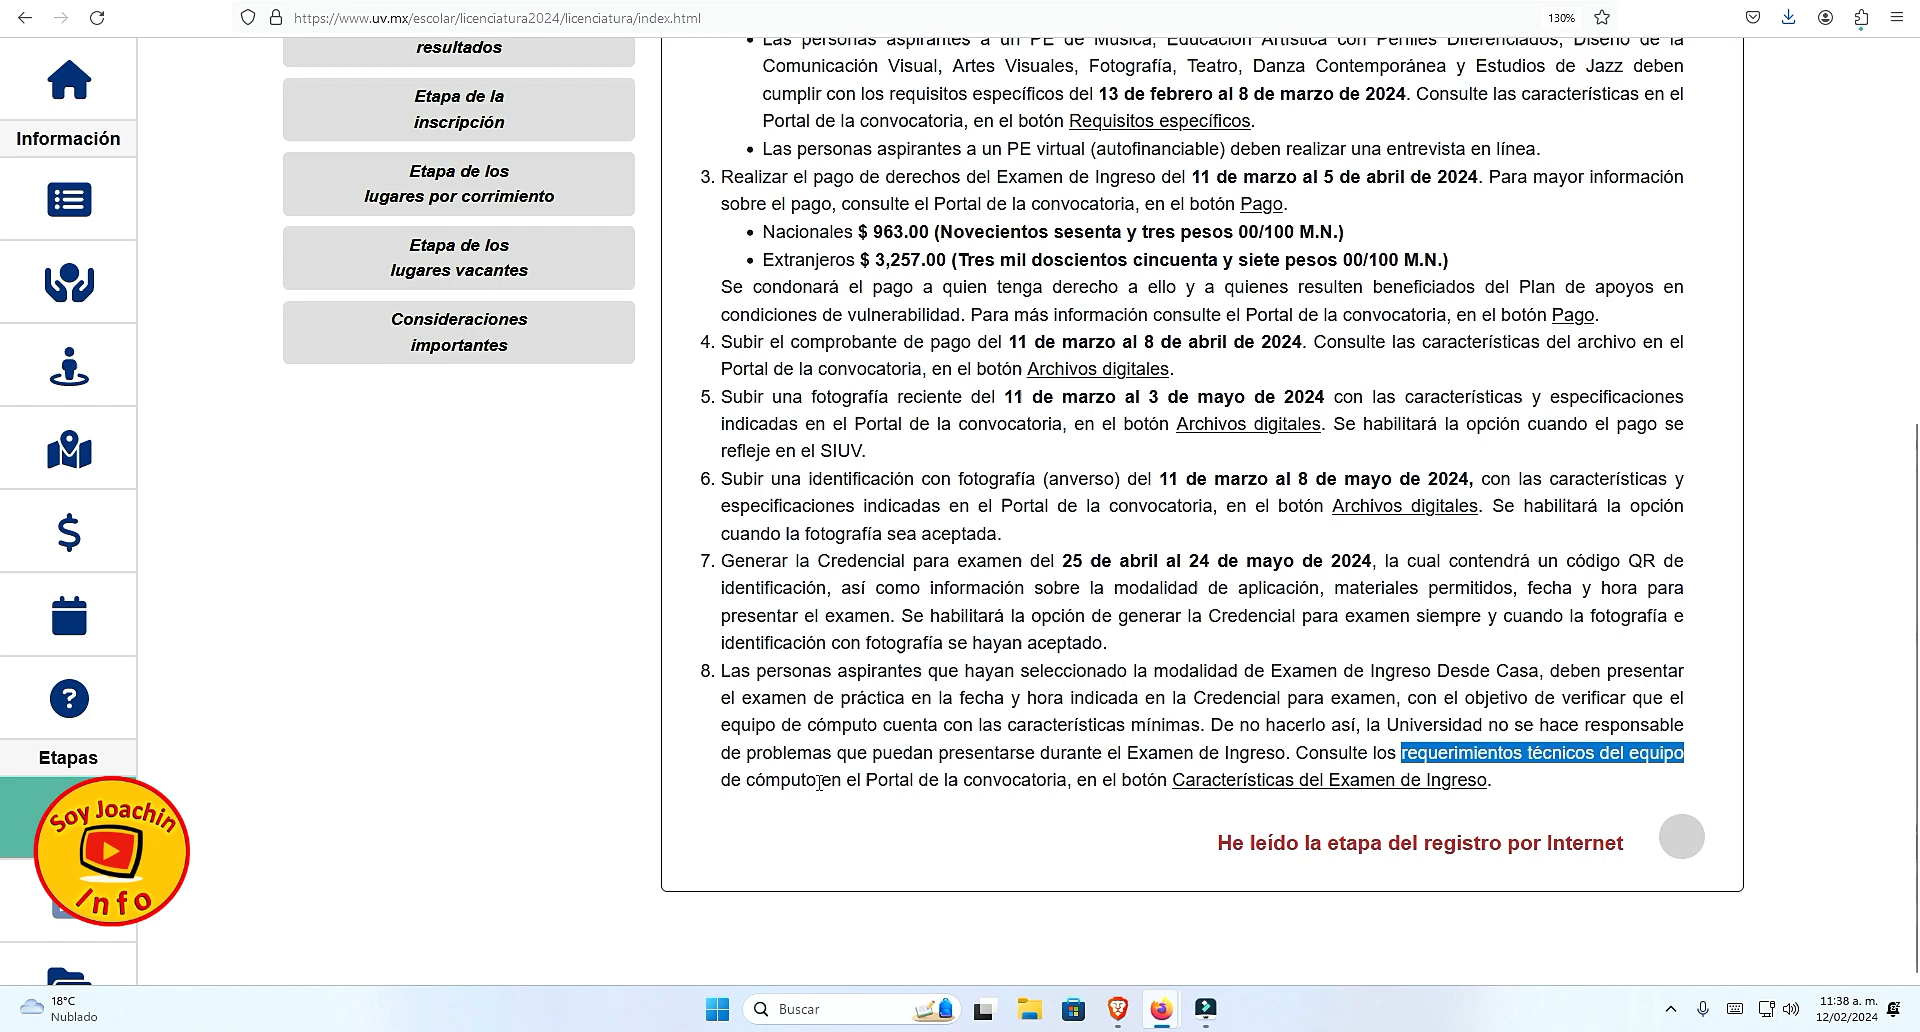 https://www.uv.mx/escolar/licenciatura2024/licenciatura/index.html
130%
Información
Etapas
resultados
Etapa de la
inscripción
Etapa de los
lugares por corrimiento
Etapa de los
lugares vacantes
Consideraciones
importantes
• Las personas aspirantes a un PE de Música, Educación Artística con Perfiles Diferenciados, Diseño de la
Comunicación Visual, Artes Visuales, Fotografía, Teatro, Danza Contemporánea y Estudios de Jazz deben
cumplir con los requisitos específicos del 13 de febrero al 8 de marzo de 2024. Consulte las características en el
Portal de la convocatoria, en el botón Requisitos específicos.
• Las personas aspirantes a un PE virtual (autofinanciable) deben realizar una entrevista en línea.
3. Realizar el pago de derechos del Examen de Ingreso del 11 de marzo al 5 de abril de 2024. Para mayor información
sobre el pago, consulte el Portal de la convocatoria, en el botón Pago.
• Nacionales $ 963.00 (Novecientos sesenta y tres pesos 00/100 M.N.)
• Extranjeros $ 3,257.00 (Tres mil doscientos cincuenta y siete pesos 00/100 M.N.)
Se condonará el pago a quien tenga derecho a ello y a quienes resulten beneficiados del Plan de apoyos en
condiciones de vulnerabilidad. Para más información consulte el Portal de la convocatoria, en el botón Pago.
4. Subir el comprobante de pago del 11 de marzo al 8 de abril de 2024. Consulte las características del archivo en el
Portal de la convocatoria, en el botón Archivos digitales.
5. Subir una fotografía reciente del 11 de marzo al 3 de mayo de 2024 con las características y especificaciones
indicadas en el Portal de la convocatoria, en el botón Archivos digitales. Se habilitará la opción cuando el pago se
refleje en el SIUV.
6. Subir una identificación con fotografía (anverso) del 11 de marzo al 8 de mayo de 2024, con las características y
especificaciones indicadas en el Portal de la convocatoria, en el botón Archivos digitales. Se habilitará la opción
cuando la fotografía sea aceptada.
7. Generar la Credencial para examen del 25 de abril al 24 de mayo de 2024, la cual contendrá un código QR de
identificación, así como información sobre la modalidad de aplicación, materiales permitidos, fecha y hora para
presentar el examen. Se habilitará la opción de generar la Credencial para examen siempre y cuando la fotografía e
identificación con fotografía se hayan aceptado.
8. Las personas aspirantes que hayan seleccionado la modalidad de Examen de Ingreso Desde Casa, deben presentar
el examen de práctica en la fecha y hora indicada en la Credencial para examen, con el objetivo de verificar que el
equipo de cómputo cuenta con las características mínimas. De no hacerlo así, la Universidad no se hace responsable
de problemas que puedan presentarse durante el Examen de Ingreso. Consulte los requerimientos técnicos del equipo
de cómputo en el Portal de la convocatoria, en el botón Características del Examen de Ingreso.
He leído la etapa del registro por Internet
Soy Joachin
Info
18°C
Nublado
Buscar
11:38 a. m.
12/02/2024